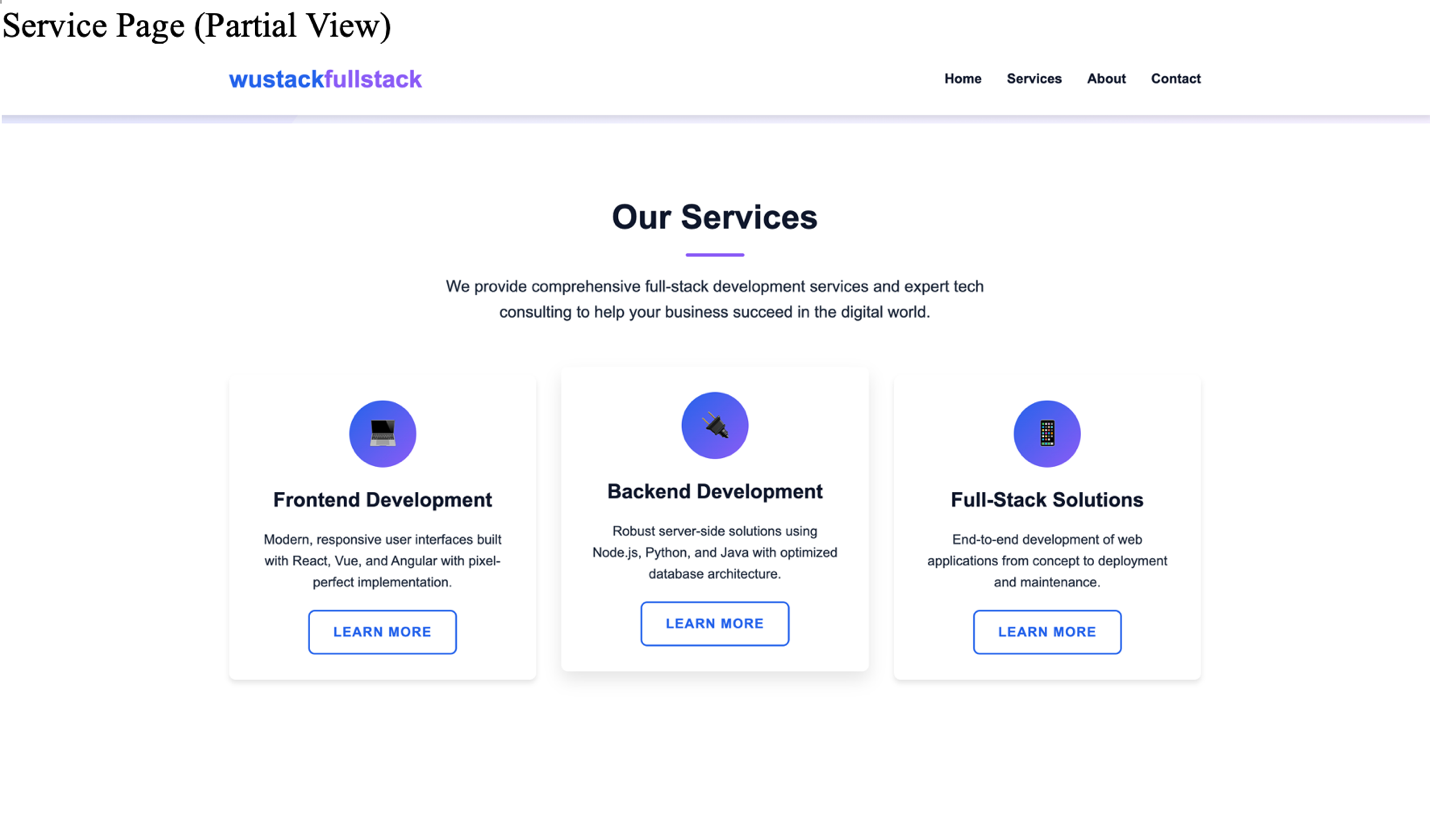 Service Page (Partial View)
wustackfullstack
Home Services About Contact
Our Services
We provide comprehensive full-stack development services and expert tech
consulting to help your business succeed in the digital world.
Frontend Development
Modern, responsive user interfaces built
with React, Vue, and Angular with pixel-
perfect implementation.
LEARN MORE
Backend Development
Robust server-side solutions using
Node.js, Python, and Java with optimized
database architecture.
LEARN MORE
Full-Stack Solutions
End-to-end development of web
applications from concept to deployment
and maintenance.
LEARN MORE